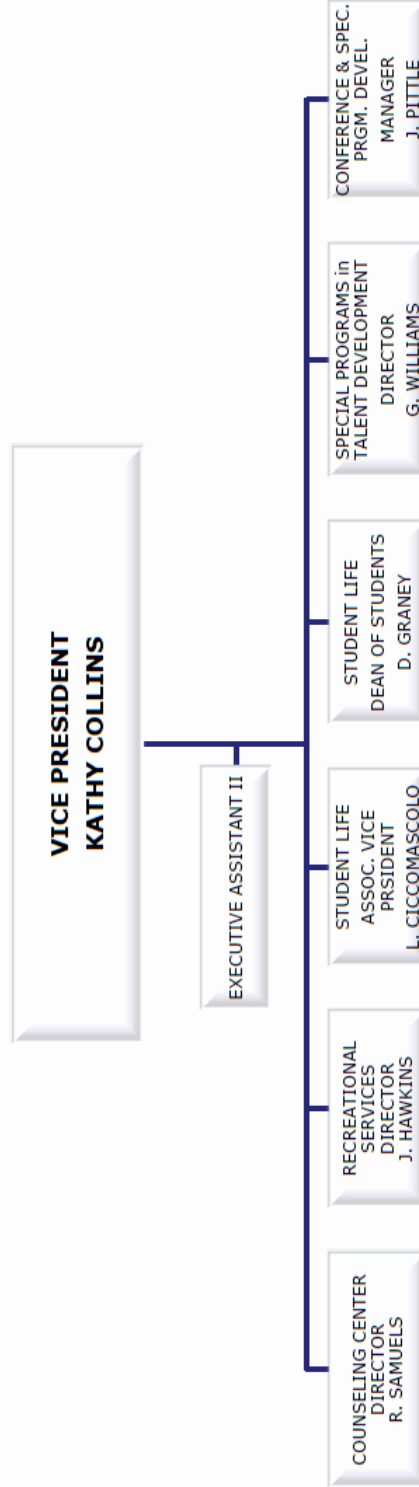 VICE PRESIDENT
KATHY COLLINS
EXECUTIVE ASSISTANT II
COUNSELING CENTER
DIRECTOR
R. SAMUELS
RECREATIONAL
SERVICES
DIRECTOR
J. HAWKINS
STUDENT LIFE
ASSOC. VICE
PRSIDENT
L. CICCOMASCOLO
STUDENT LIFE
DEAN OF STUDENTS
D. GRANEY
SPECIAL PROGRAMS in
TALENT DEVELOPMENT
DIRECTOR
G. WILLIAMS
CONFERENCE & SPEC.
PRGM. DEVEL.
MANAGER
J. PITTLE